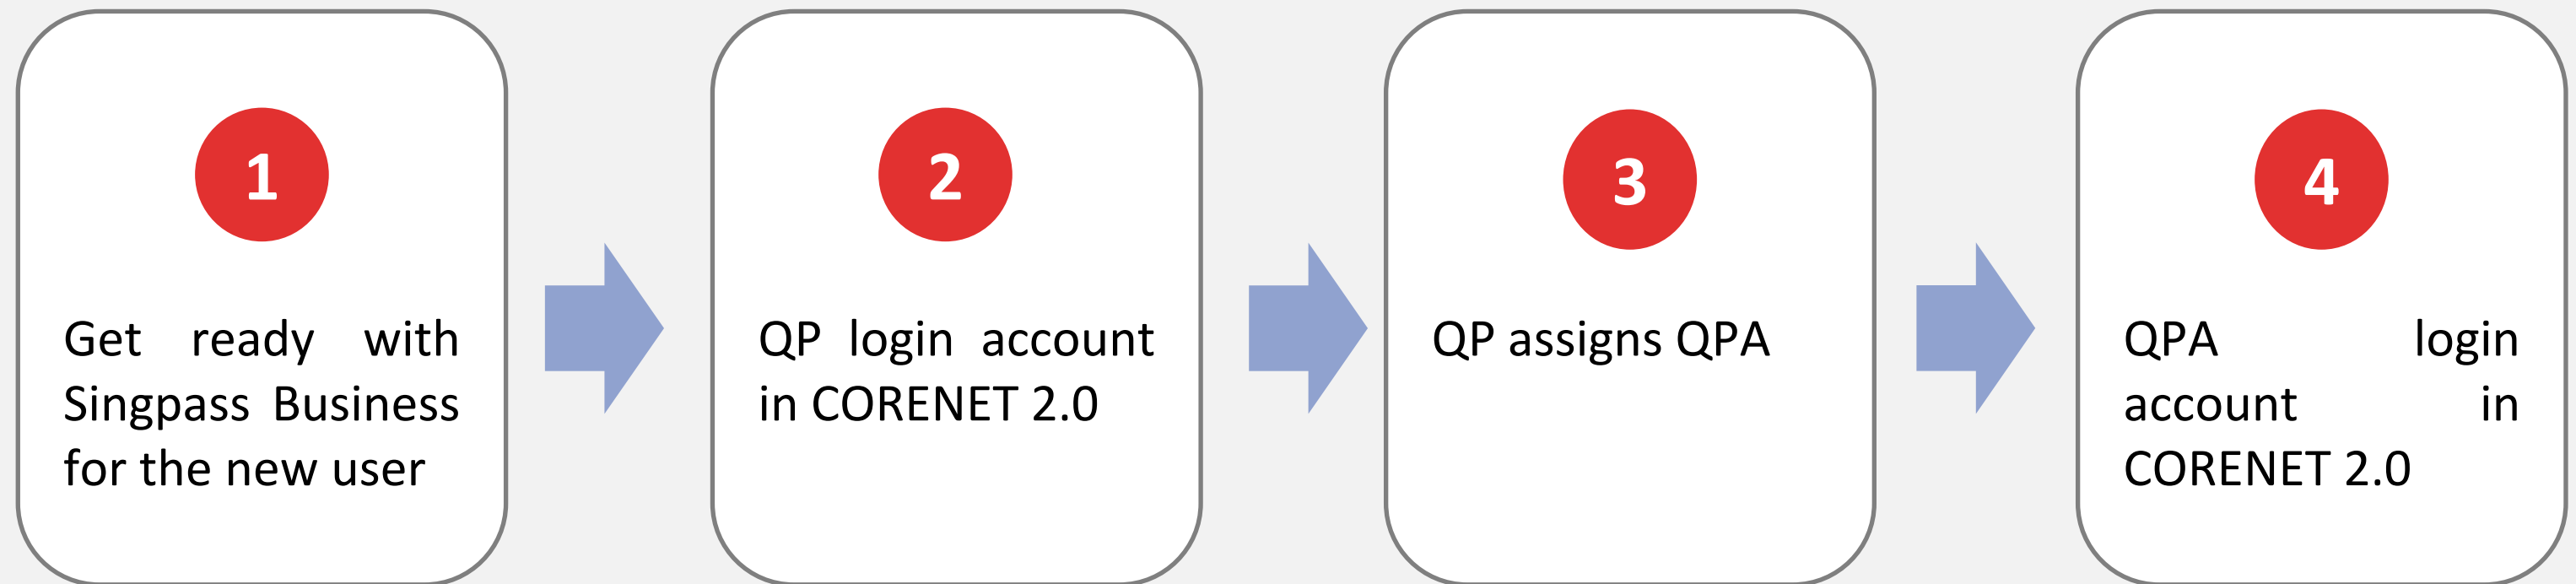 1
Get ready with
Singpass Business
for the new user
2
QP login account
in CORENET 2.0
3
QP assigns QPA
4
QPA login
account in
CORENET 2.0